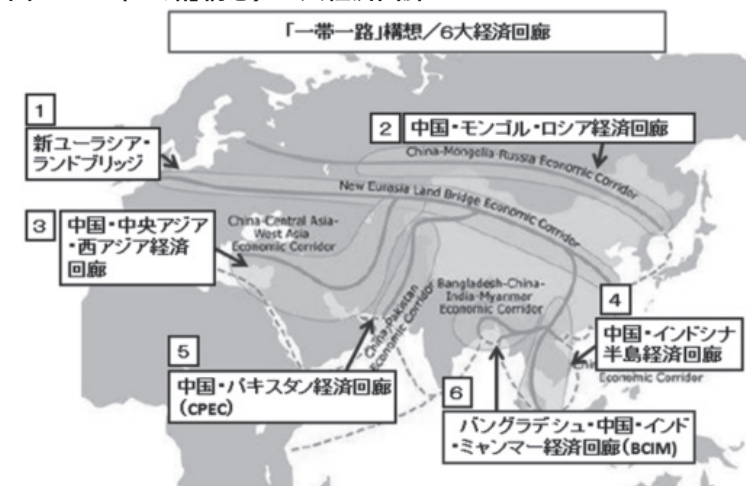 「一帯一路」構想／6大経済回廊
1
新ユーラシア・
ランドブリッジ
2
中国・モンゴル・ロシア経済回廊
China-Mongolia-Russia Economic Corridor
New Eurasia Land Bridge Economic Corridor
3
中国・中央アジア
・西アジア経済
回廊
China-Central Asia-
West Asia
Economic Corridor
Bangladesh-China-
India-Myanmar
Economic Corridor
China-Pakistan
Economic Corridor
4
中国・インドシナ
半島経済回廊
Economic Corridor
5
中国・パキスタン経済回廊
(CPEC)
6
バングラデシュ・中国・インド
・ミャンマー経済回廊(BCIM)